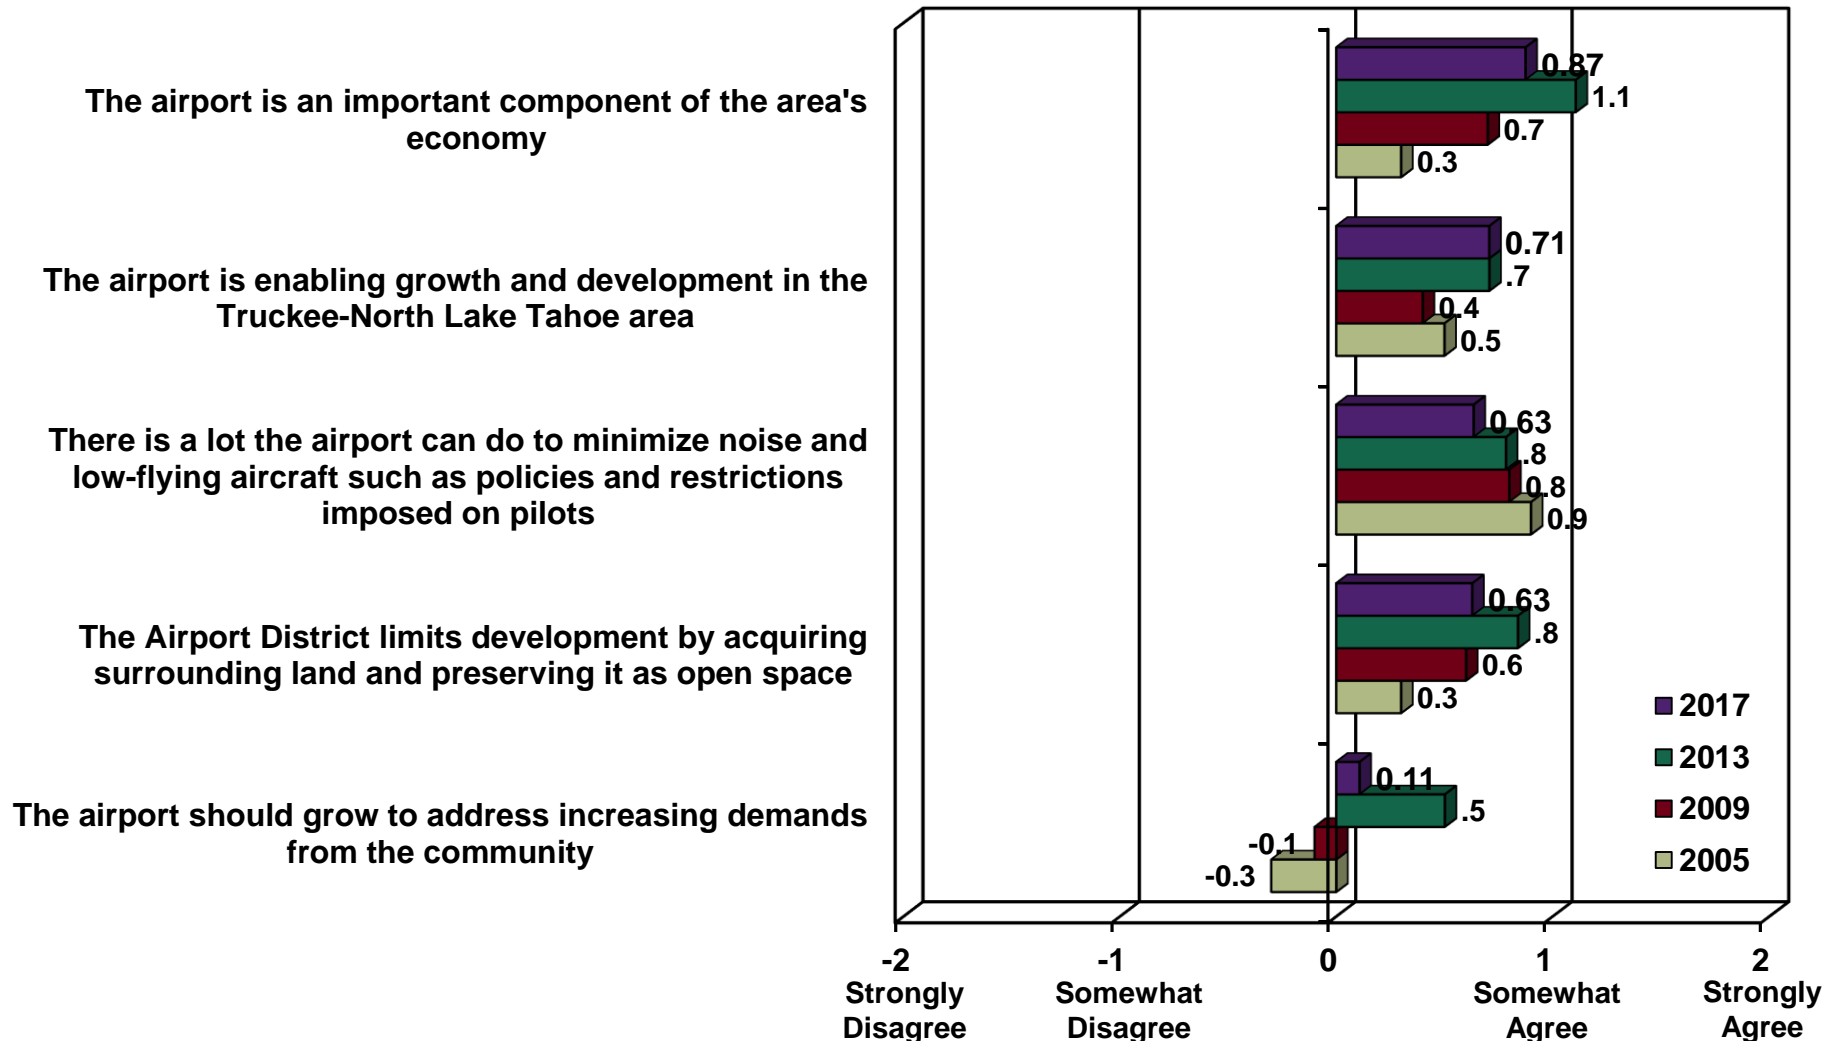 The airport is an important component of the area's
economy
0.87
1.1
0.7
0.3
The airport is enabling growth and development in the
Truckee-North Lake Tahoe area
0.71
.7
0.4
0.5
There is a lot the airport can do to minimize noise and
low-flying aircraft such as policies and restrictions
imposed on pilots
0.63
.8
0.8
0.9
The Airport District limits development by acquiring
surrounding land and preserving it as open space
0.63
.8
0.6
0.3
The airport should grow to address increasing demands
from the community
0.11
.5
-0.1
-0.3
2017
2013
2009
2005
-2
-1
0
1
2
Strongly
Disagree
Somewhat
Disagree
Somewhat
Agree
Strongly
Agree